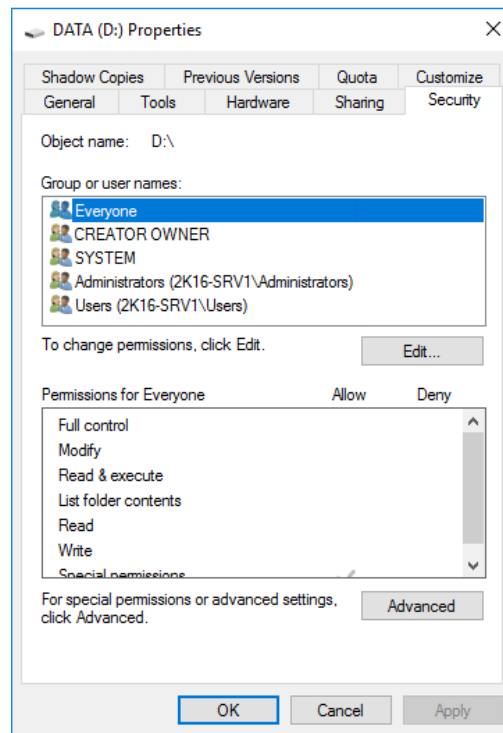 DATA (D:) Properties
Shadow Copies Previous Versions Quota Customize
General Tools Hardware Sharing Security
Object name: D:\
Group or user names:
Everyone
CREATOR OWNER
SYSTEM
Administrators (2K16-SRV1\Administrators)
Users (2K16-SRV1\Users)
To change permissions, click Edit.
Edit...
Permissions for Everyone Allow Deny
Full control
Modify
Read & execute
List folder contents
Read
Write
Special permissions
For special permissions or advanced settings,
click Advanced.
Advanced
OK Cancel Apply